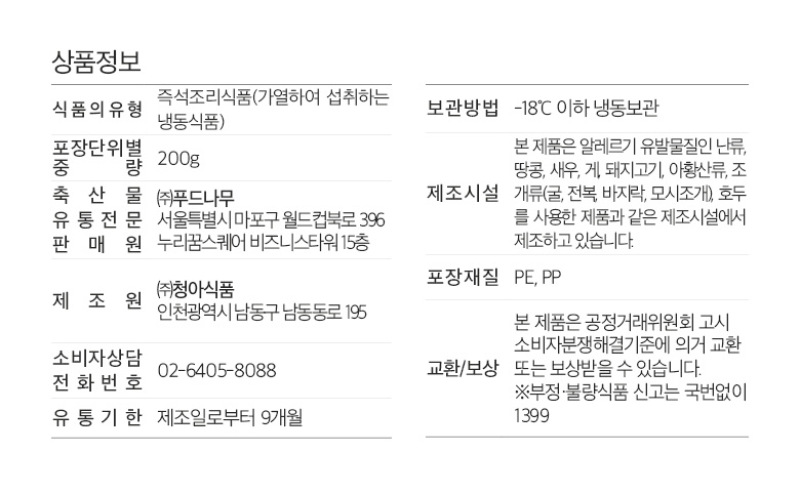 상품정보
식품의유형 즉석조리식품(가열하여 섭취하는
냉동식품)
포장단위별
중량 200g
축산물
유통전문
판매원
㈜푸드나무
서울특별시 마포구 월드컵북로 396
누리꿈스퀘어 비즈니스타워 15층
제조원
㈜청아식품
인천광역시 남동구 남동동로 195
소비자상담
전화번호
02-6405-8088
유통기한 제조일로부터 9개월
보관방법 -18℃ 이하 냉동보관
제조시설
본 제품은 알레르기 유발물질인 난류,
땅콩, 새우, 게, 돼지고기, 아황산류, 조
개류(굴, 전복, 바지락, 모시조개), 호두
를 사용한 제품과 같은 제조시설에서
제조하고 있습니다.
포장재질 PE, PP
교환/보상
본 제품은 공정거래위원회 고시
소비자분쟁해결기준에 의거 교환
또는 보상받을 수 있습니다.
※부정·불량식품 신고는 국번없이
1399